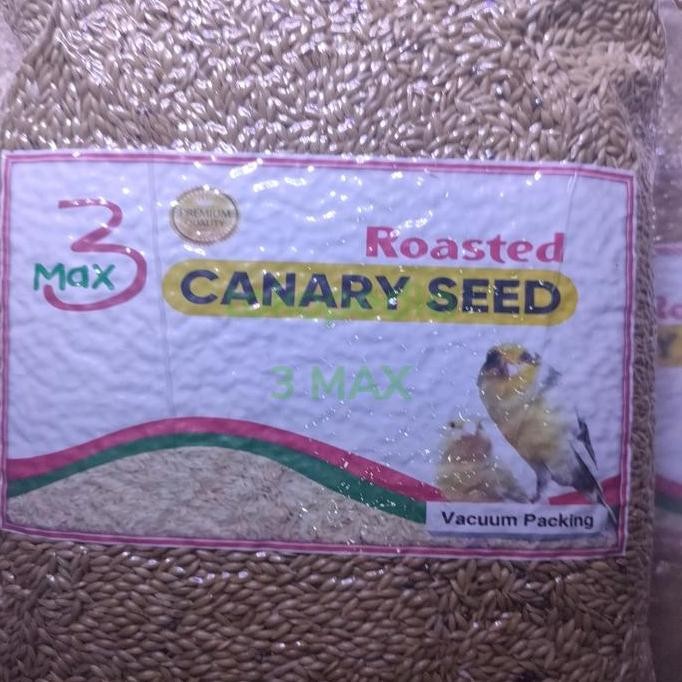 3
Max
PREMIUM
QUALITY
Roasted
CANARY SEED
3 MAX
Vacuum Packing